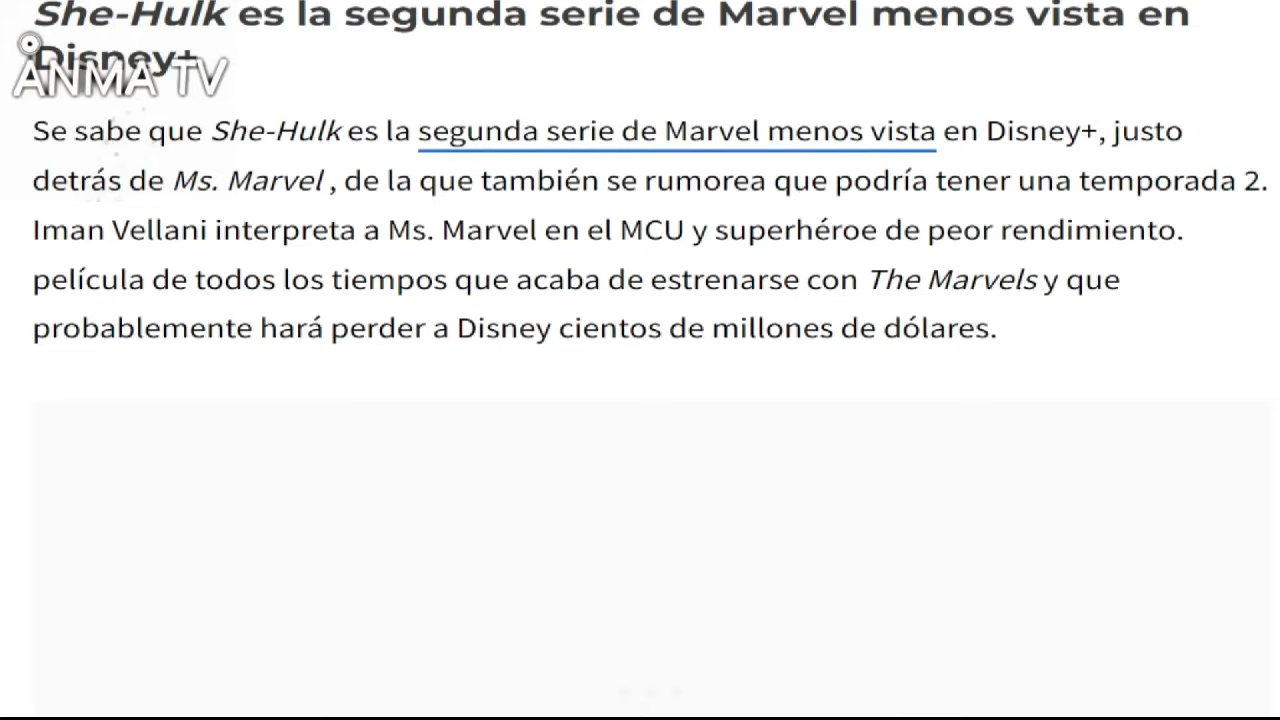 She-Hulk es la segunda serie de Marvel menos vista en
Disney+
ANMA TV
Se sabe que She-Hulk es la segunda serie de Marvel menos vista en Disney+, justo
detrás de Ms. Marvel , de la que también se rumorea que podría tener una temporada 2.
Iman Vellani interpreta a Ms. Marvel en el MCU y superhéroe de peor rendimiento.
película de todos los tiempos que acaba de estrenarse con The Marvels y que
probablemente hará perder a Disney cientos de millones de dólares.